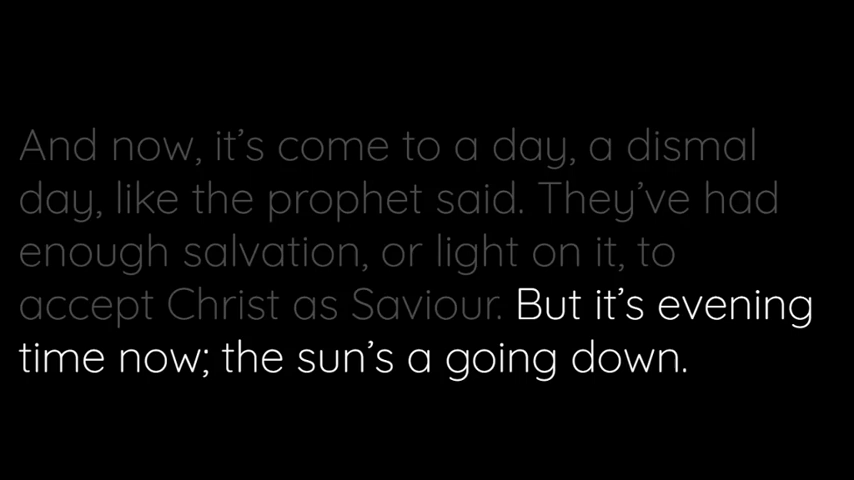 And now, it’s come to a day, a dismal
day, like the prophet said. They’ve had
enough salvation, or light on it, to
accept Christ as Saviour. But it’s evening
time now; the sun’s a going down.